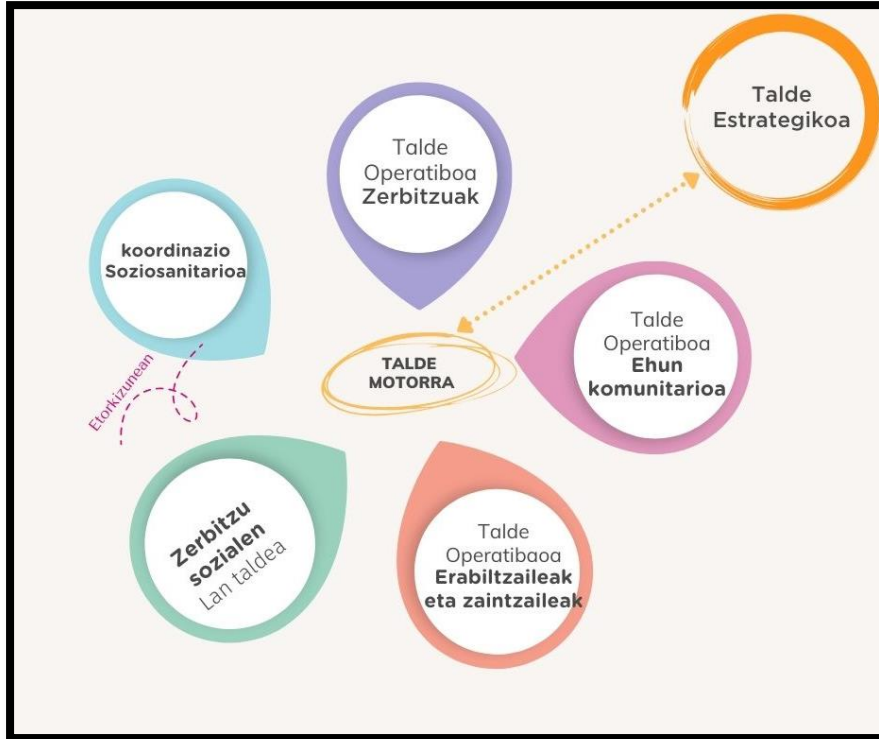 Talde
Estrategikoa
Talde
Operatiboa
Zerbitzuak
koordinazio
Soziosanitarioa
Etorkizunean
TALDE
MOTORRA
Talde
Operatiboa
Ehun
komunitarioa
Zerbitzu
sozialen
Lan taldea
Talde
Operatibaoa
Erabiltzaileak
eta zaintzaileak